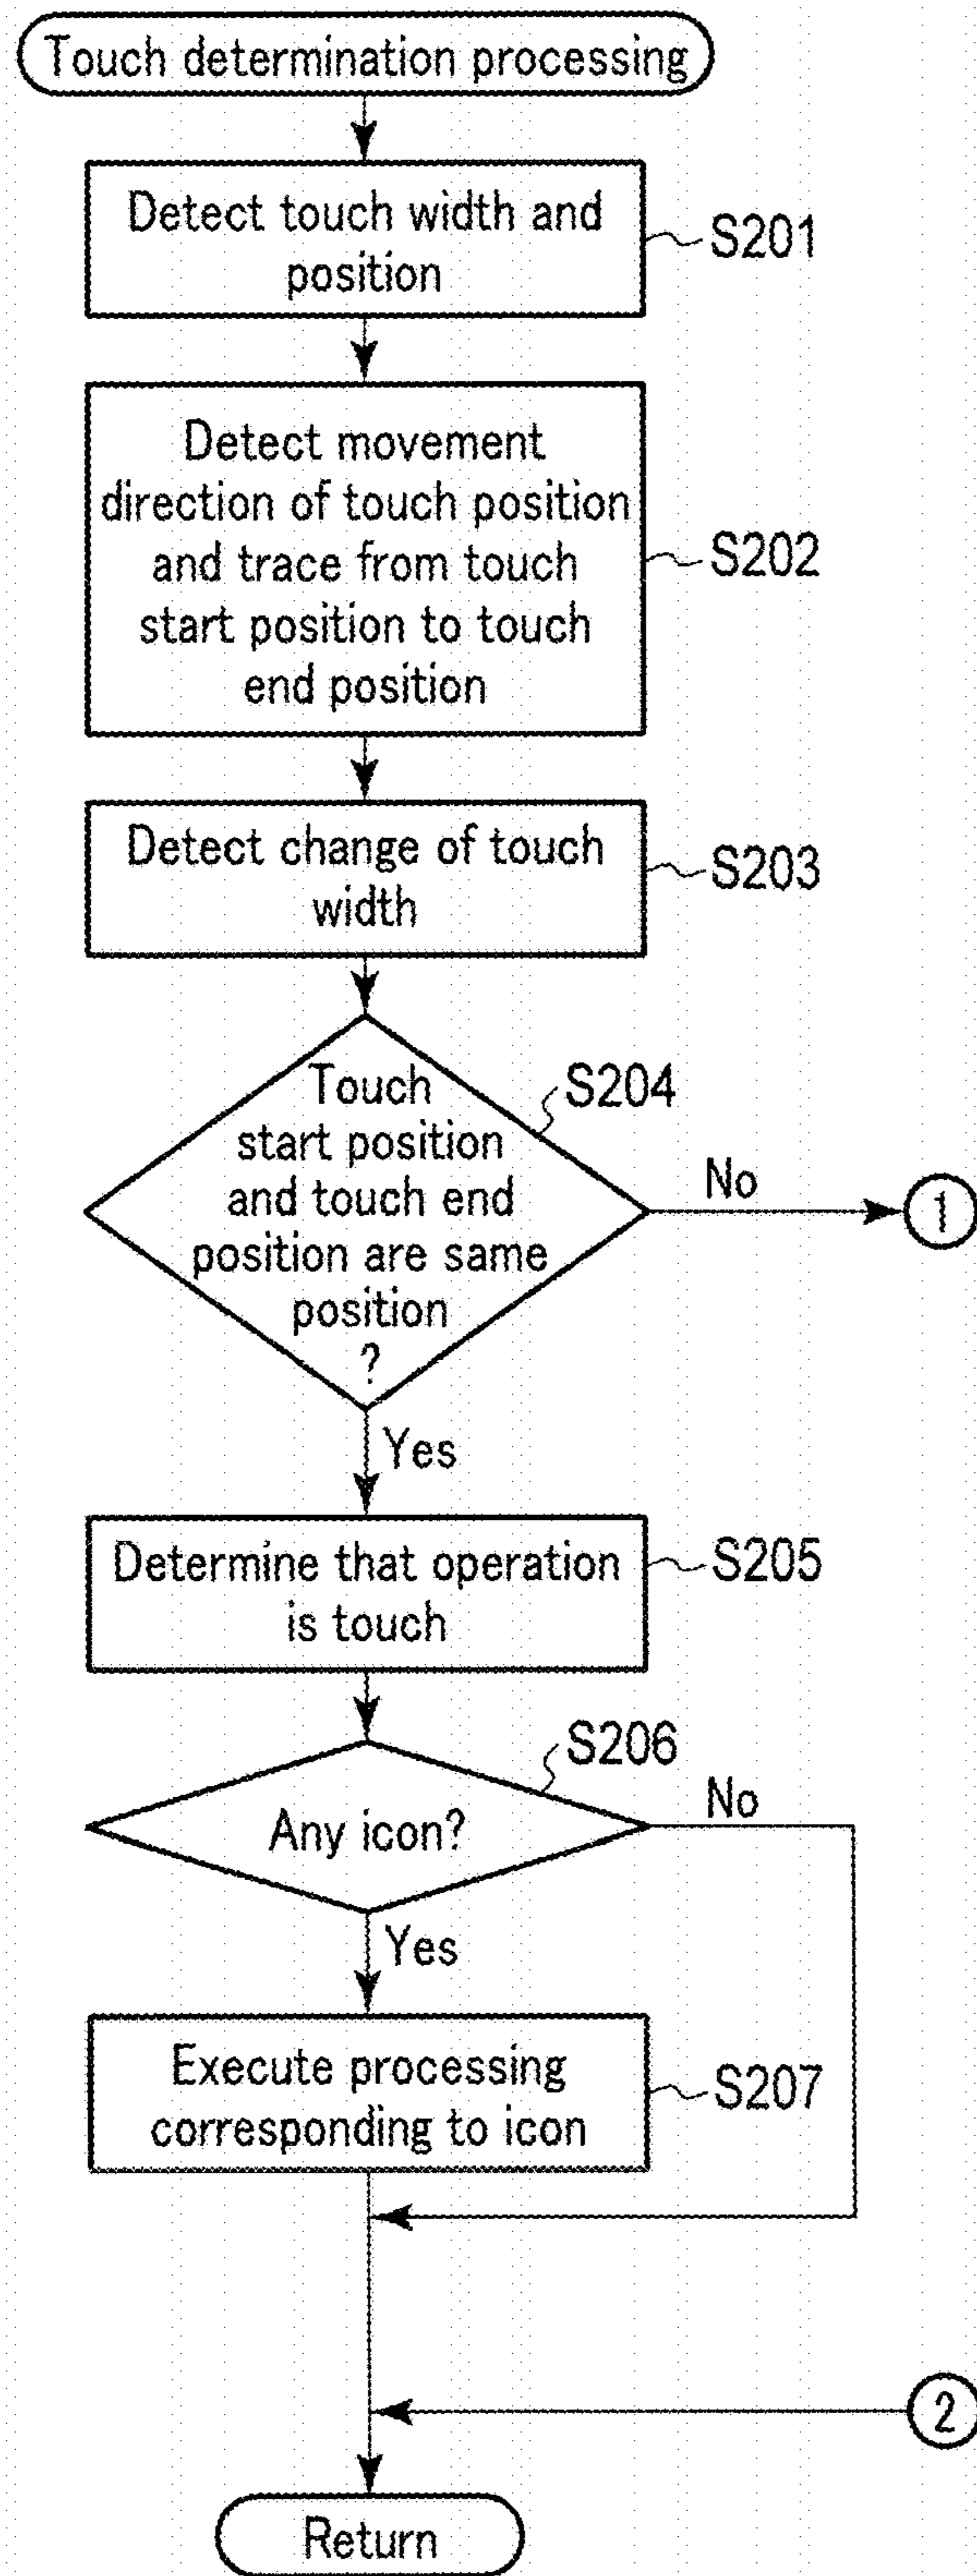 Touch determination processing
Detect touch width and
position
S201
Detect movement
direction of touch position
and trace from touch
start position to touch
end position
S202
Detect change of touch
width
S203
Touch
start position
and touch end
position are same
position
?
S204
No
1
Yes
Determine that operation
is touch
S205
Any icon?
S206
No
Yes
Execute processing
corresponding to icon
S207
2
Return